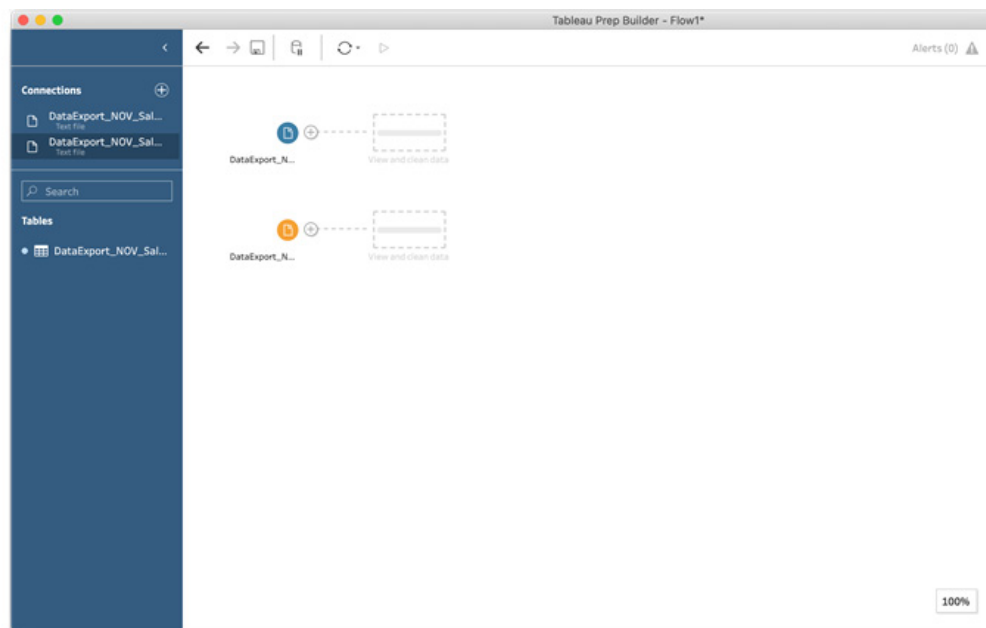 Tableau Prep Builder - Flow1*
Alerts (0)
Connections
DataExport_NOV_Sal...
Text file
DataExport_NOV_Sal...
Text file
Search
Tables
DataExport_NOV_Sal...
DataExport_N...
View and clean data
DataExport_N...
View and clean data
100%